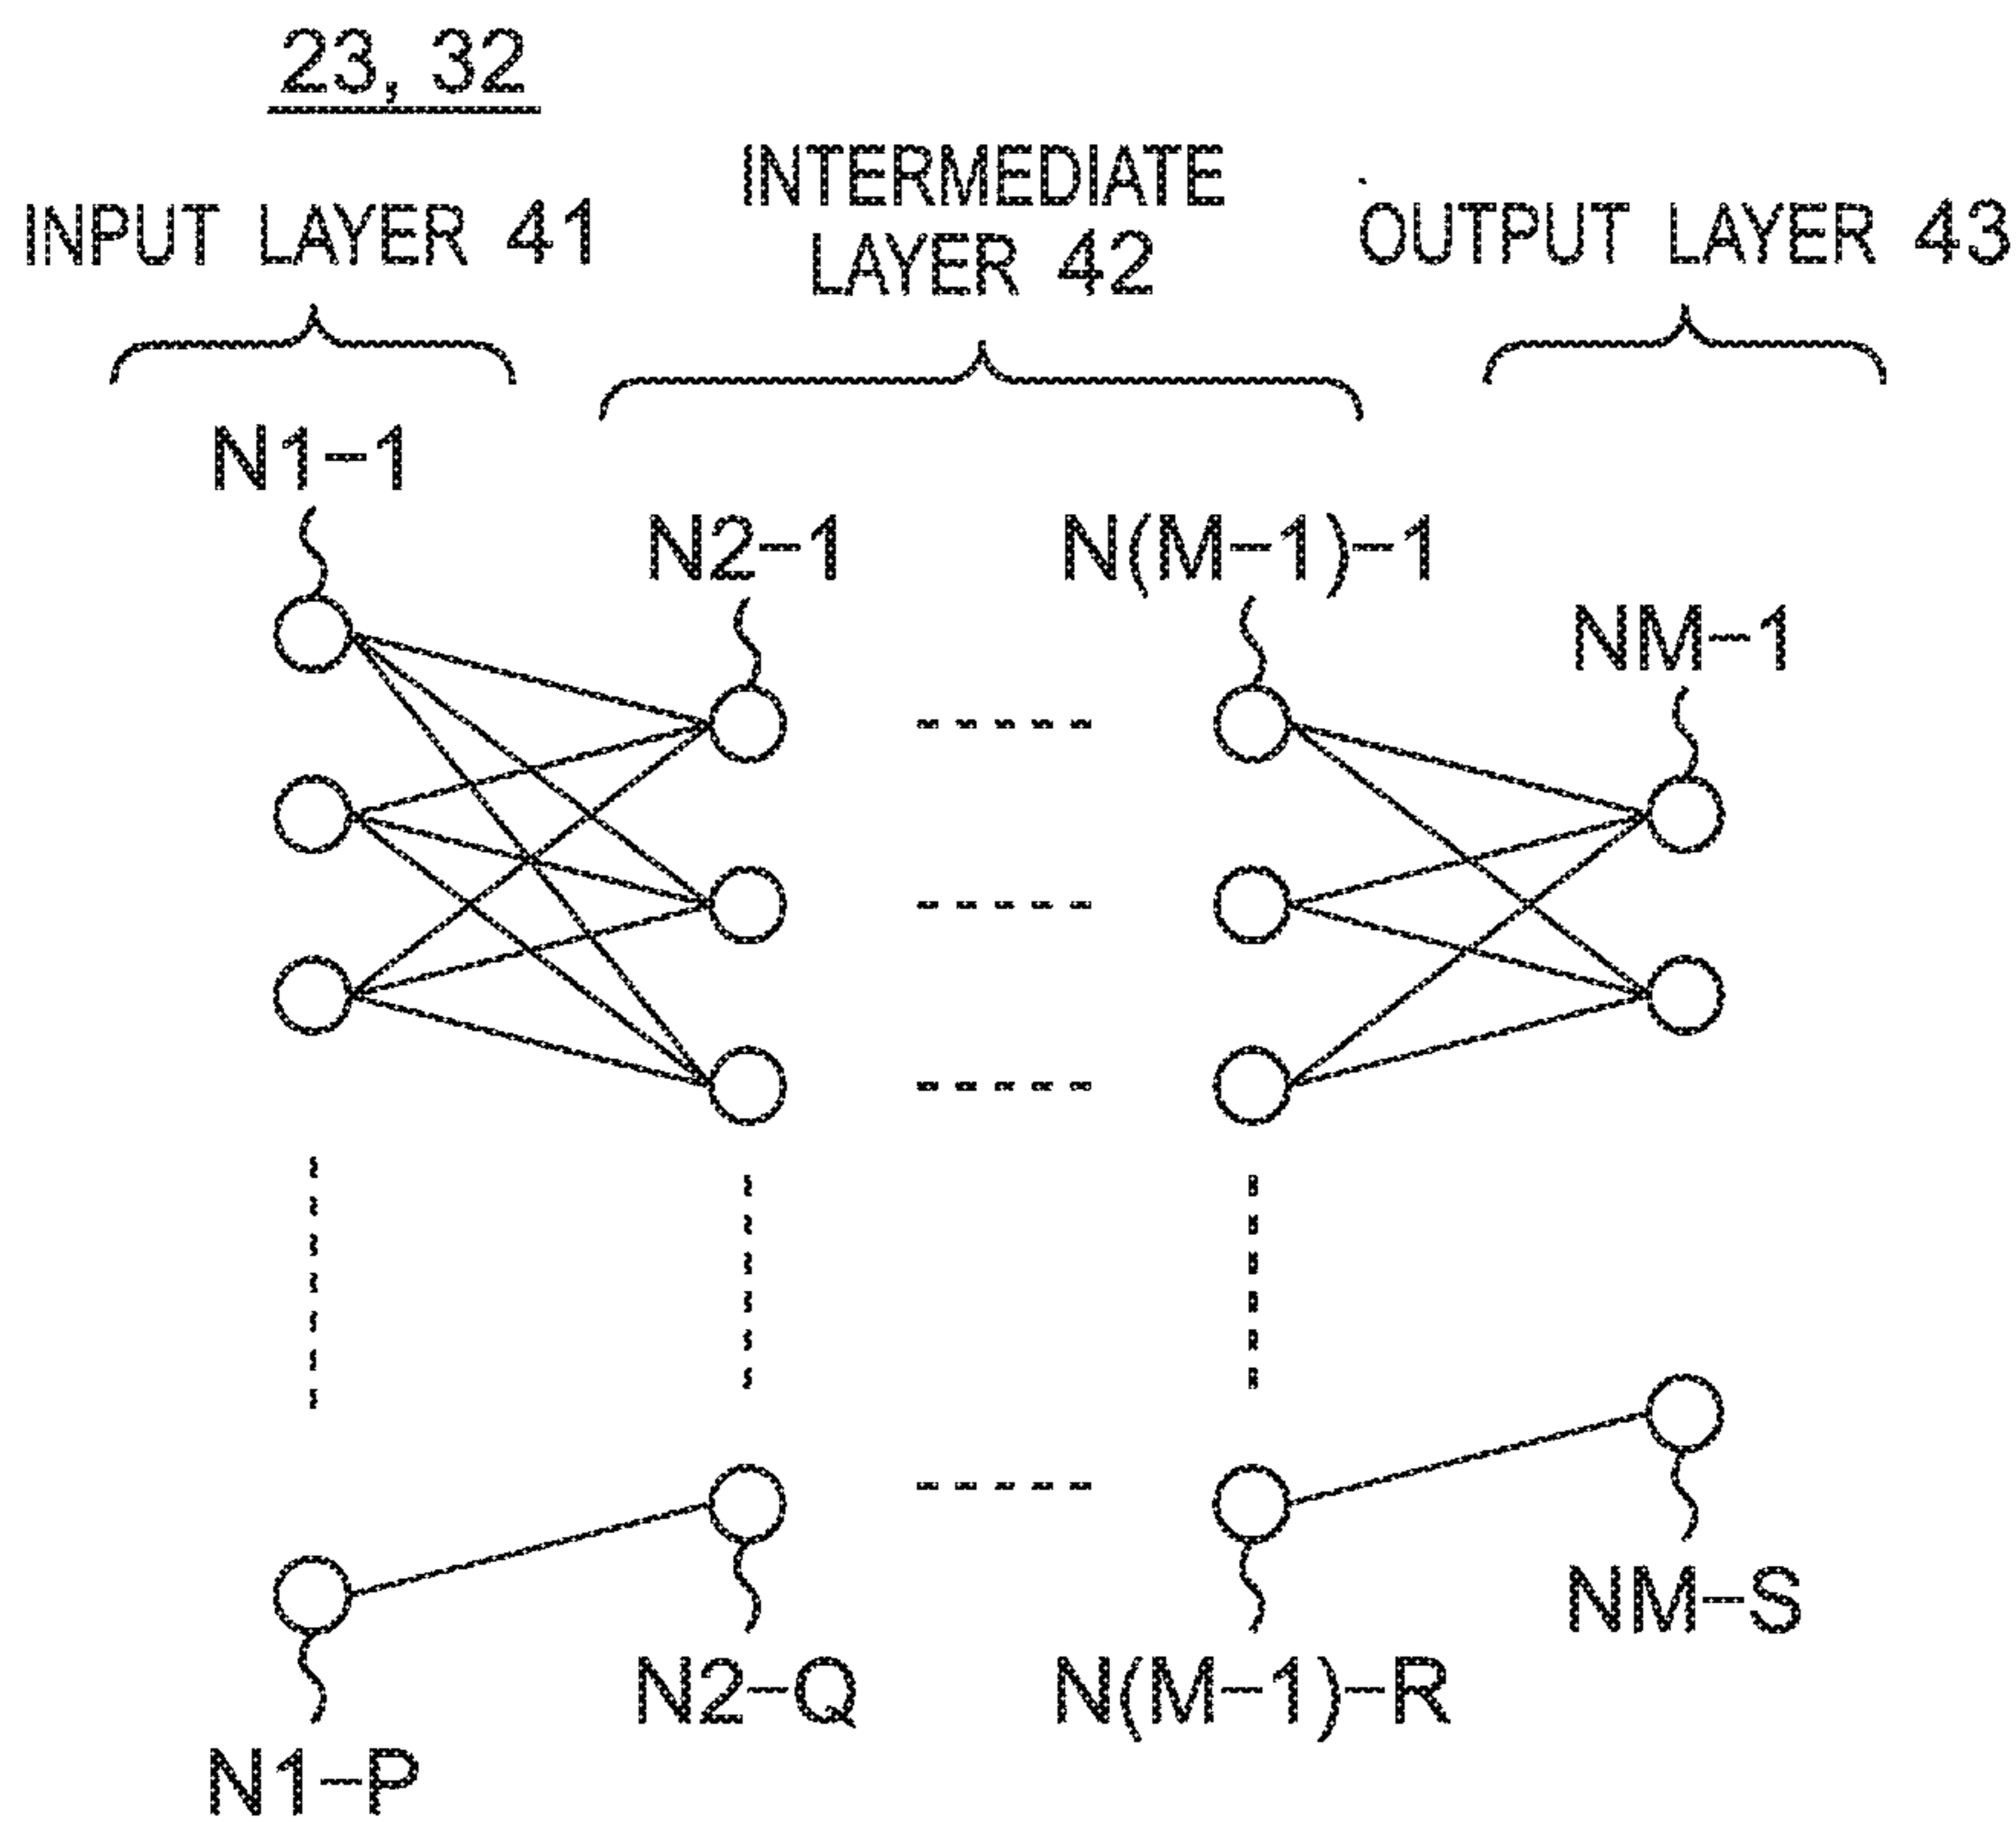 23, 32
INPUT LAYER 41
INTERMEDIATE
LAYER 42
OUTPUT LAYER 43
N1-1
N2-1
N(M-1)-1
NM-1
N1-P
N2-Q
N(M-1)-R
NM-S